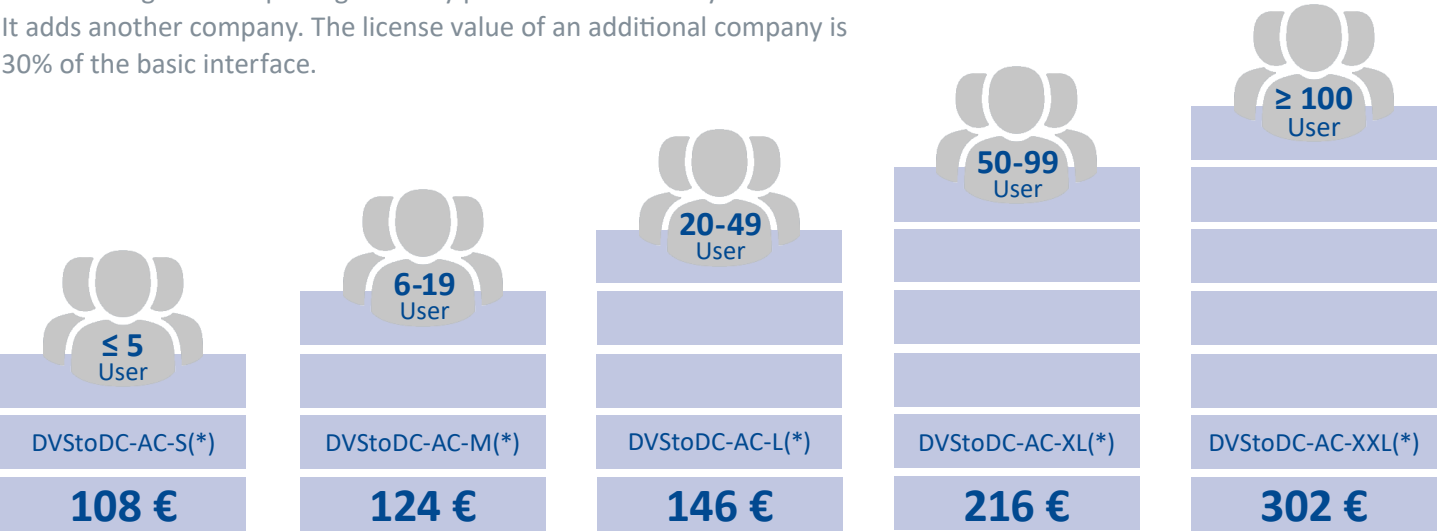 It adds another company. The license value of an additional company is
30% of the basic interface.
≥ 100
User
50-99
User
20-49
User
6-19
User
≤ 5
User
DVStoDC-AC-S(*)
DVStoDC-AC-M(*)
DVStoDC-AC-L(*)
DVStoDC-AC-XL(*)
DVStoDC-AC-XXL(*)
108 €
124 €
146 €
216 €
302 €